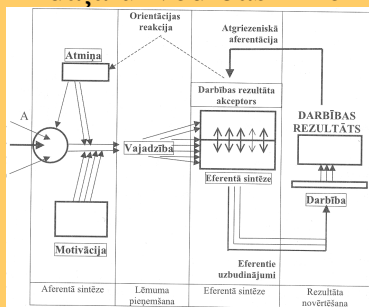 Orientācijas
reakcija
Atgriezeniskā
aferentācija
Atmiņa
Darbības rezultāta
akceptors
DARBĪBAS
REZULTĀTS
A
Vajadzība
Eferentā sintēze
Darbība
Motivācija
Eferentie
uzbudinājumi
Aferentā sintēze
Lēmuma
pieņemšana
Eferentā sintēze
Rezultāta
novērtēšana